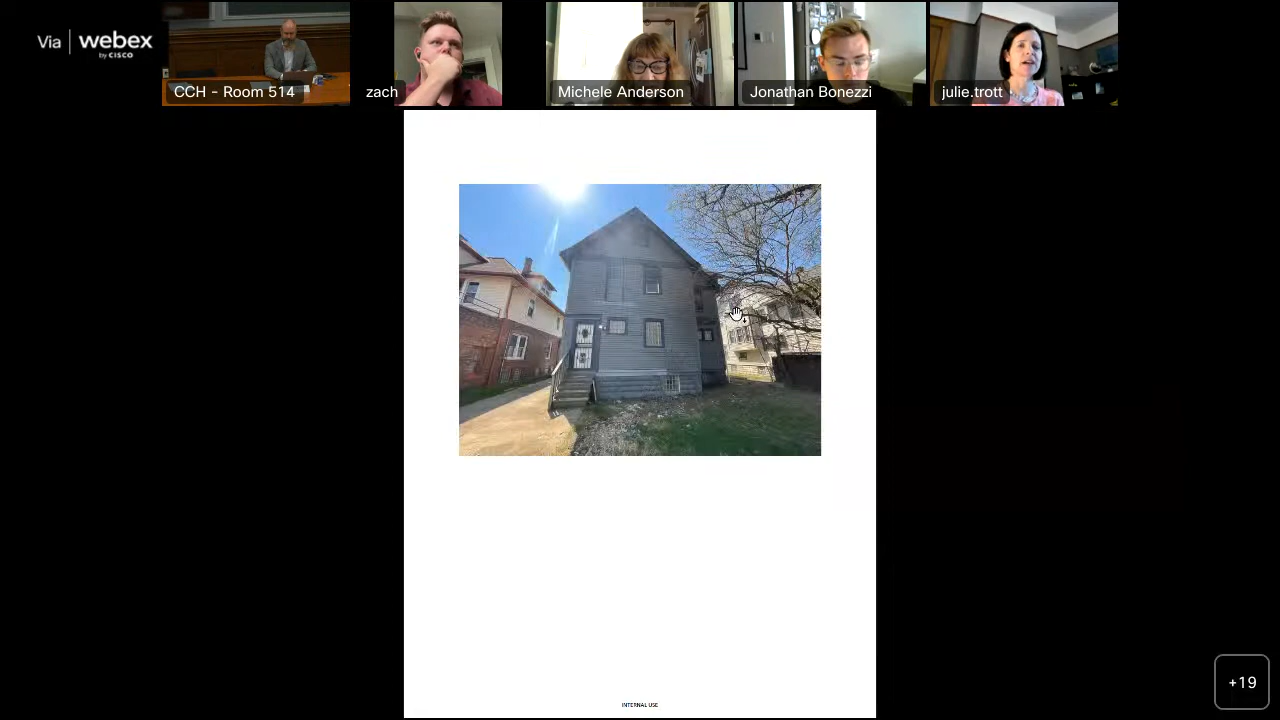 Via | webex
by CISCO
CCH - Room 514
zach
Michele Anderson
Jonathan Bonezzi
julie.trott
INTERNAL USE
+19